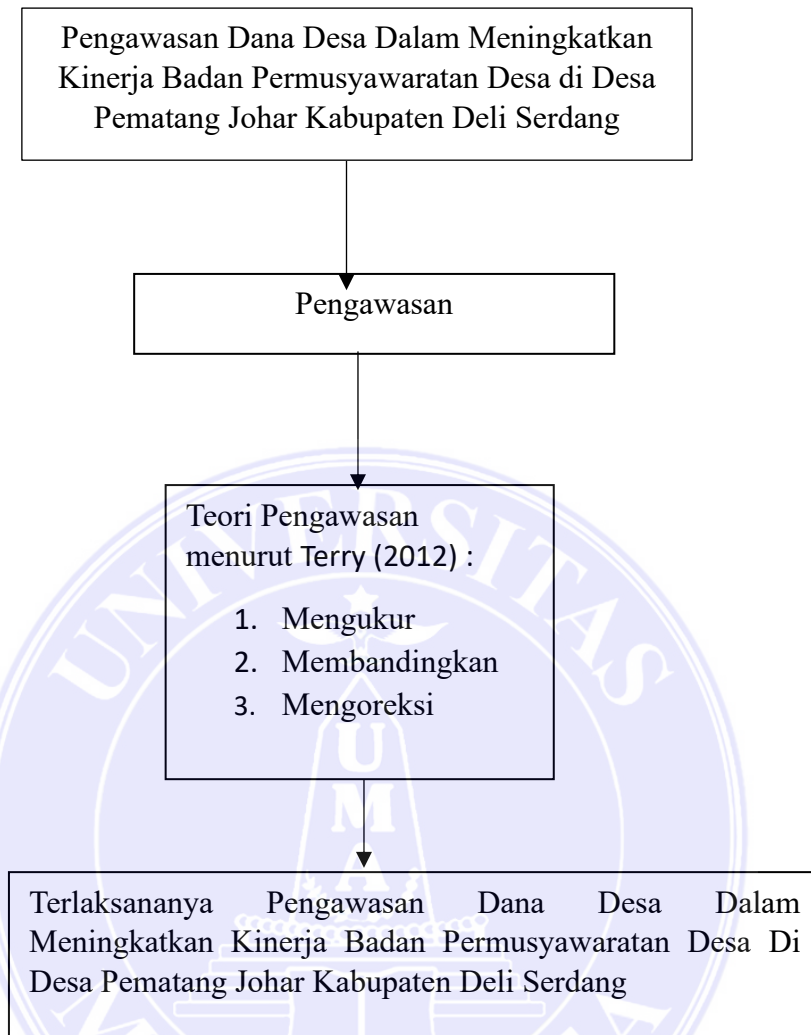 Pengawasan Dana Desa Dalam Meningkatkan
Kinerja Badan Permusyawaratan Desa di Desa
Pematang Johar Kabupaten Deli Serdang
Pengawasan
Teori Pengawasan
menurut Terry (2012) :
1. Mengukur
2. Membandingkan
3. Mengoreksi
UNIVERSITAS
U
M
A
Terlaksananya Pengawasan Dana Desa Dalam
Meningkatkan Kinerja Badan Permusyawaratan Desa Di
Desa Pematang Johar Kabupaten Deli Serdang